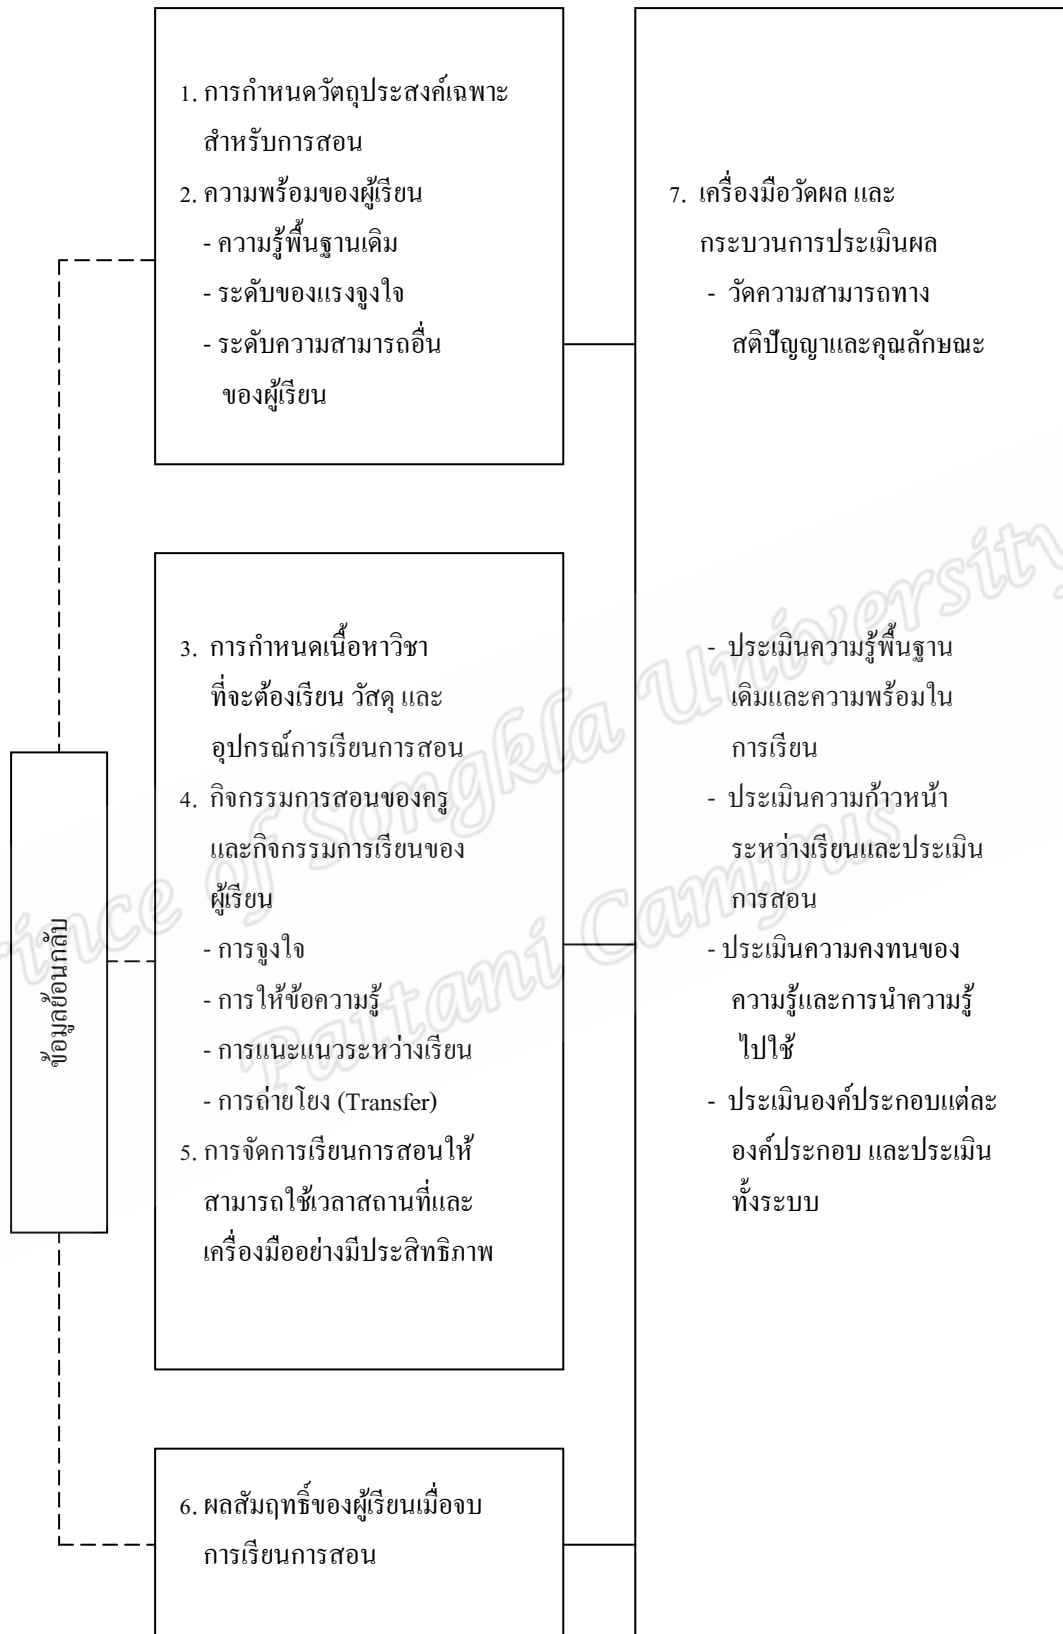 1. การกำหนดวัตถุประสงค์เฉพาะ
สำหรับการสอน
2. ความพร้อมของผู้เรียน
- ความรู้พื้นฐานเดิม
- ระดับของแรงจูงใจ
- ระดับความสามารถอื่น
ของผู้เรียน
3. การกำหนดเนื้อหาวิชา
ที่จะต้องเรียน วัสดุ และ
อุปกรณ์การเรียนการสอน
4. กิจกรรมการสอนของครู
และกิจกรรมการเรียนของ
ผู้เรียน
- การจูงใจ
- การให้ข้อความรู้
- การแนะแนวระหว่างเรียน
- การถ่ายโยง (Transfer)
5. การจัดการเรียนการสอนให้
สามารถใช้เวลาสถานที่และ
เครื่องมืออย่างมีประสิทธิภาพ
6. ผลสัมฤทธิ์ของผู้เรียนเมื่อจบ
การเรียนการสอน
7. เครื่องมือวัดผล และ
กระบวนการประเมินผล
- วัดความสามารถทาง
สติปัญญาและคุณลักษณะ
- ประเมินความรู้พื้นฐาน
เดิมและความพร้อมใน
การเรียน
- ประเมินความก้าวหน้า
ระหว่างเรียนและประเมิน
การสอน
- ประเมินความคงทนของ
ความรู้และการนำความรู้
ไปใช้
- ประเมินองค์ประกอบแต่ละ
องค์ประกอบ และประเมิน
ทั้งระบบ
ข้อมูลย้อนกลับ
Prince of Songkla University
Pattani Campus